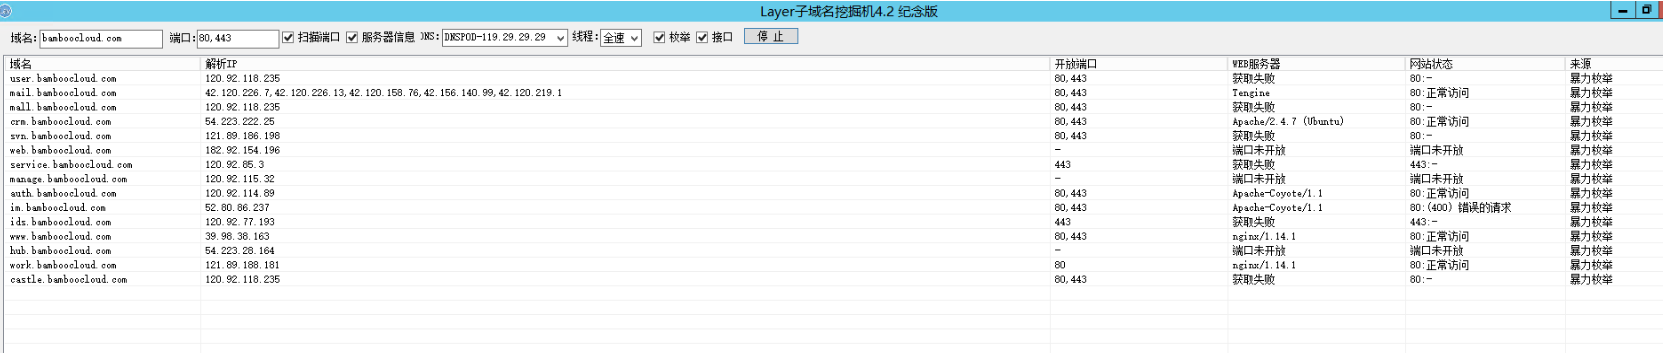 Layer子域名挖掘机4.2 纪念版
域名: bamboocloud.com 端口: 80,443 扫描端口 服务器信息 DNS: DNSPOD-119.29.29.29 线程: 全速 枚举 接口 停 止
域名 解析IP 开放端口 WEB服务器 网站状态 来源
user.bamboocloud.com 120.92.118.235 80,443 获取失败 80:- 暴力枚举
mail.bamboocloud.com 42.120.226.7,42.120.226.13,42.120.158.76,42.156.140.99,42.120.219.1 80,443 Tengine 80:正常访问 暴力枚举
mall.bamboocloud.com 120.92.118.235 80,443 获取失败 80:- 暴力枚举
crm.bamboocloud.com 54.223.222.25 80,443 Apache/2.4.7 (Ubuntu) 80:正常访问 暴力枚举
svn.bamboocloud.com 121.89.186.198 80,443 获取失败 80:- 暴力枚举
web.bamboocloud.com 182.92.154.196 - 端口未开放 端口未开放 暴力枚举
service.bamboocloud.com 120.92.85.3 443 获取失败 443:- 暴力枚举
manage.bamboocloud.com 120.92.115.32 - 端口未开放 端口未开放 暴力枚举
auth.bamboocloud.com 120.92.114.89 80,443 Apache-Coyote/1.1 80:正常访问 暴力枚举
im.bamboocloud.com 52.80.86.237 80,443 Apache-Coyote/1.1 80:(400) 错误的请求 暴力枚举
ids.bamboocloud.com 120.92.77.193 443 获取失败 443:- 暴力枚举
www.bamboocloud.com 39.98.38.163 80,443 nginx/1.14.1 80:正常访问 暴力枚举
hub.bamboocloud.com 54.223.28.164 - 端口未开放 端口未开放 暴力枚举
work.bamboocloud.com 121.89.188.181 80 nginx/1.14.1 80:正常访问 暴力枚举
castle.bamboocloud.com 120.92.118.235 80,443 获取失败 80:- 暴力枚举